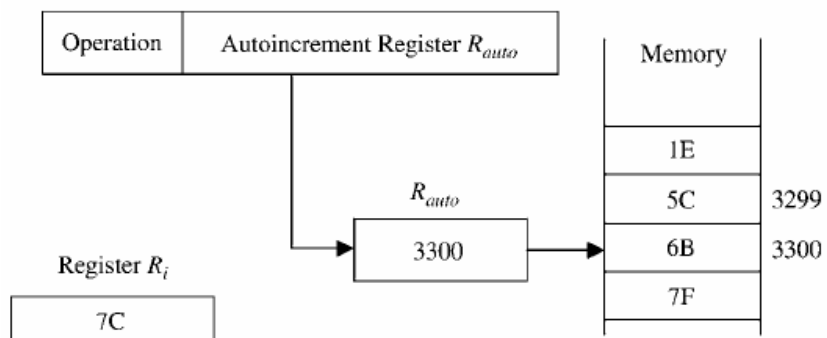 Operation
Autoincrement Register Rauto
Memory
1E
5C 3299
Rauto
3300
6B 3300
7F
Register Ri
7C